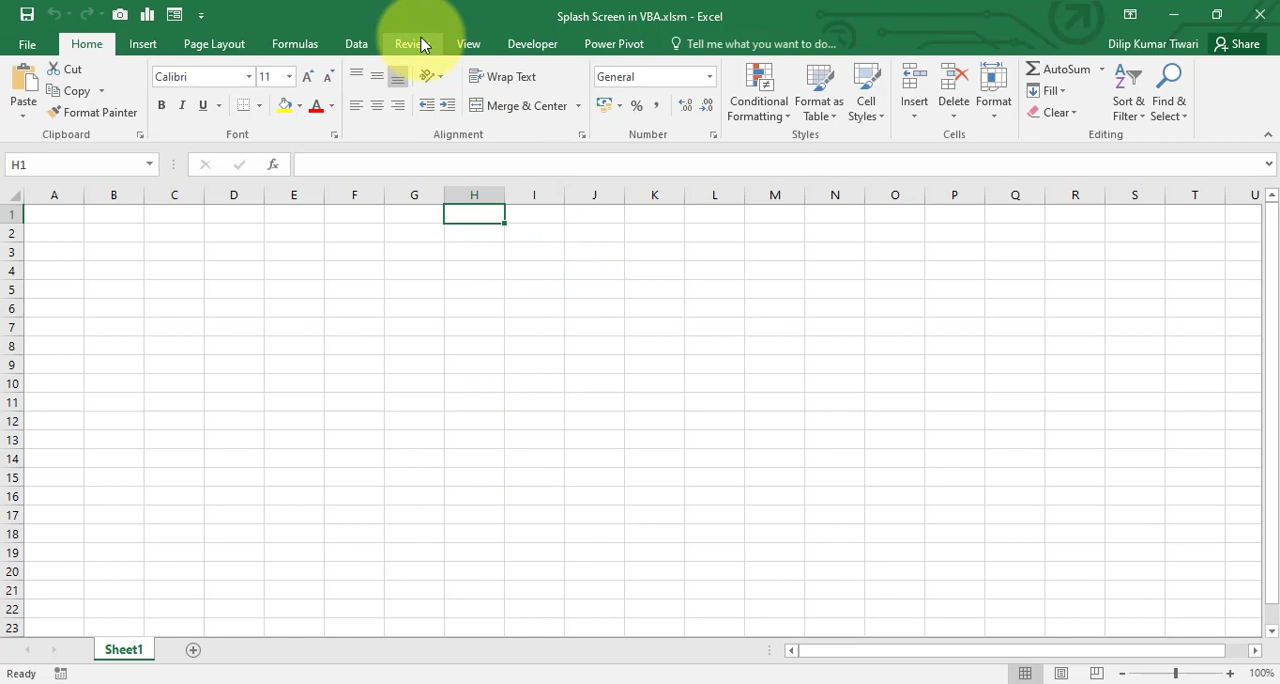 Splash Screen in VBA.xlsm - Excel
File Home Insert Page Layout Formulas Data Review View Developer Power Pivot Tell me what you want to do... Dilip Kumar Tiwari Share
Paste
Cut
Copy
Format Painter
Clipboard
Calibri 11
B I U
Font
Wrap Text
Merge & Center
Alignment
General
%
Number
Conditional
Formatting
Format as
Table
Cell
Styles
Styles
Insert
Delete
Format
Cells
AutoSum
Fill
Clear
Sort &
Filter
Find &
Select
Editing
H1 fx
A B C D E F G H I J K L M N O P Q R S T U
1
2
3
4
5
6
7
8
9
10
11
12
13
14
15
16
17
18
19
20
21
22
23
Sheet1
Ready 100%